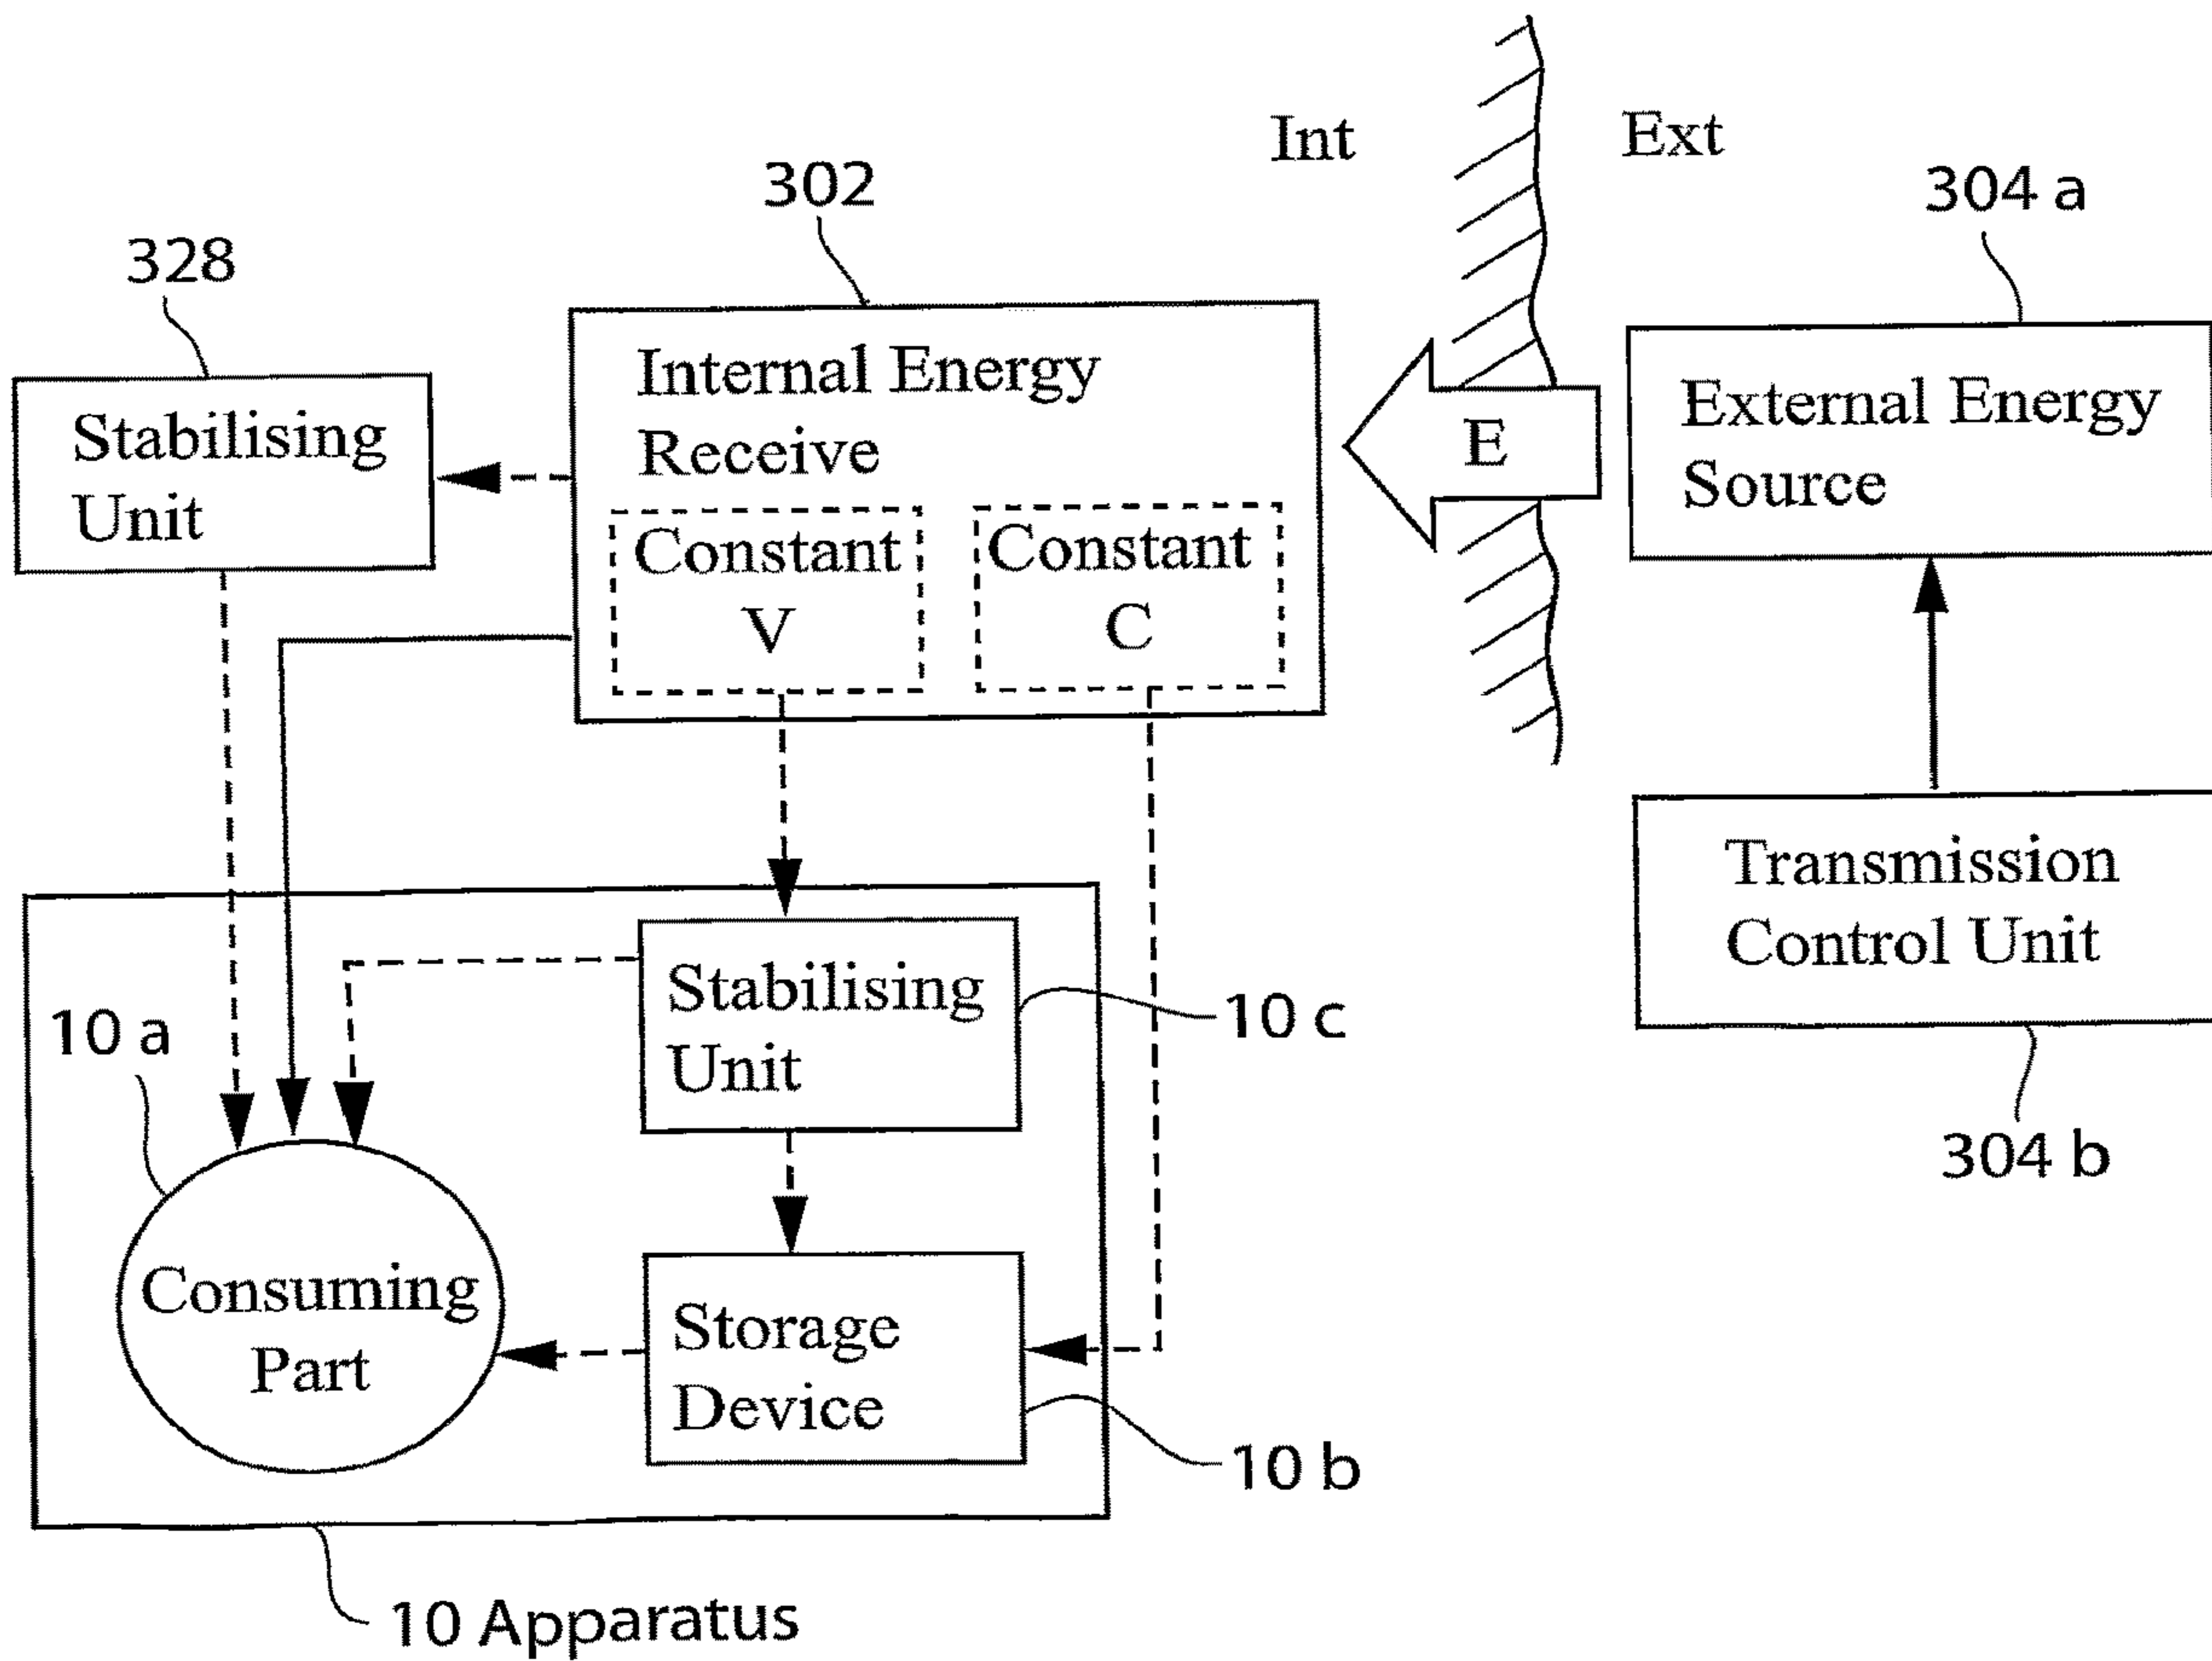 Int
Ext
302
304 a
328
Internal Energy
Receive
External Energy
Source
Stabilising
Unit
E
Constant
V
Constant
C
Transmission
Control Unit
Stabilising
Unit
10 c
10 a
304 b
Consuming
Part
Storage
Device
10 b
10 Apparatus